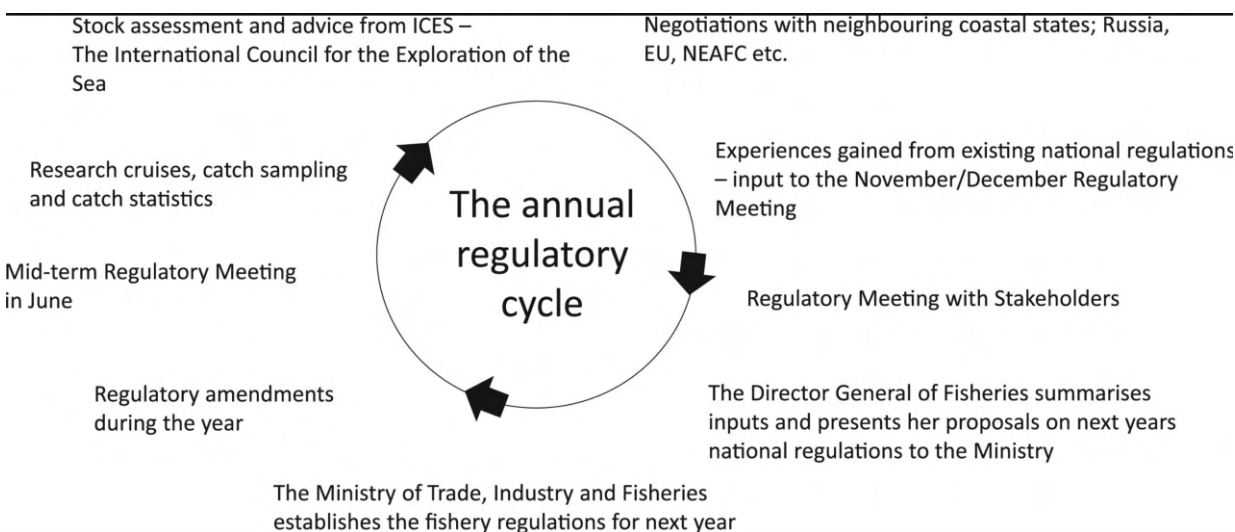 Stock assessment and advice from ICES –
The International Council for the Exploration of the
Sea
Negotiations with neighbouring coastal states; Russia,
EU, NEAFC etc.
Experiences gained from existing national regulations
– input to the November/December Regulatory
Meeting
Regulatory Meeting with Stakeholders
The Director General of Fisheries summarises
inputs and presents her proposals on next years
national regulations to the Ministry
The Ministry of Trade, Industry and Fisheries
establishes the fishery regulations for next year
Regulatory amendments
during the year
Mid-term Regulatory Meeting
in June
Research cruises, catch sampling
and catch statistics
The annual
regulatory
cycle